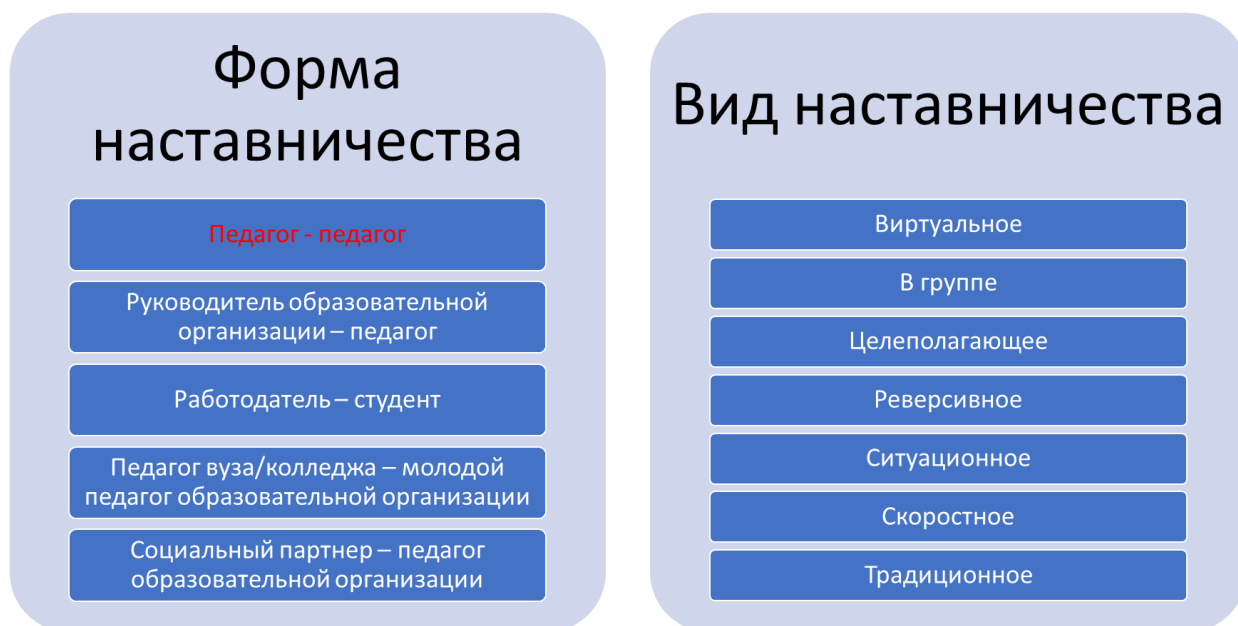 Форма
наставничества
Педагог - педагог
Руководитель образовательной
организации – педагог
Работодатель – студент
Педагог вуза/колледжа – молодой
педагог образовательной организации
Социальный партнер – педагог
образовательной организации
Вид наставничества
Виртуальное
В группе
Целеполагающее
Реверсивное
Ситуационное
Скоростное
Традиционное